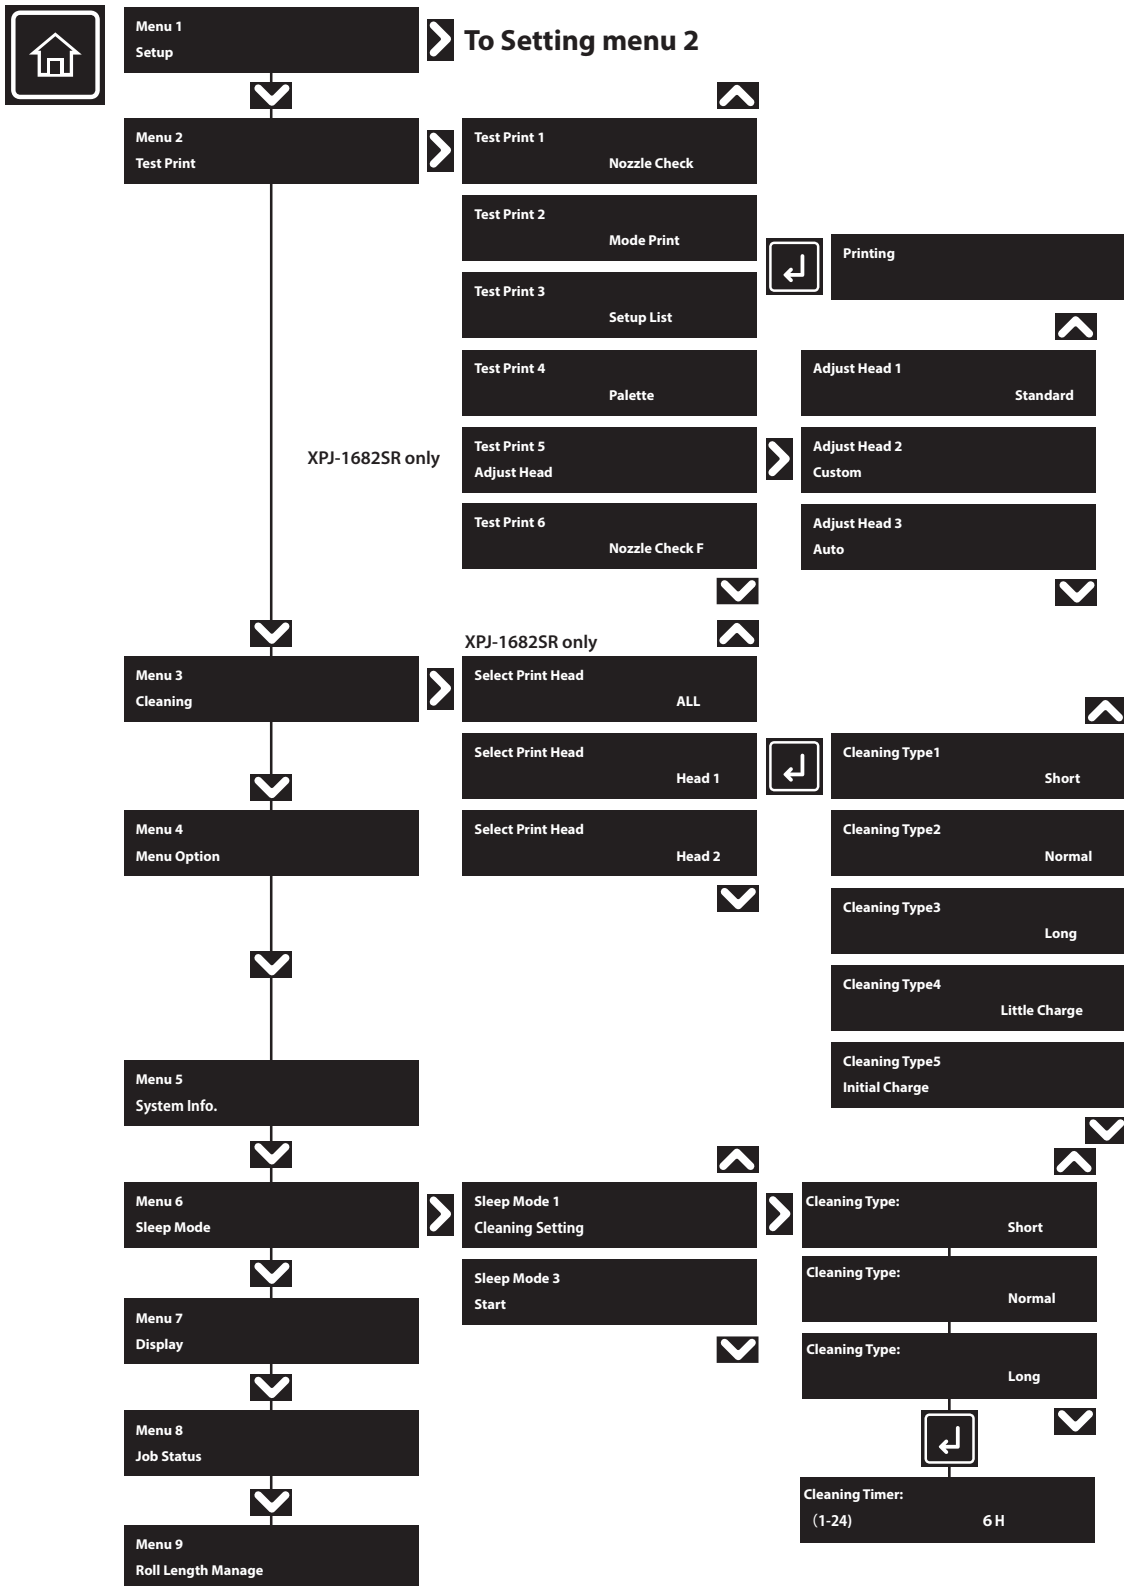 Menu 1
Setup
To Setting menu 2
Menu 2
Test Print
Test Print 1
Nozzle Check
Test Print 2
Mode Print
Printing
Test Print 3
Setup List
Test Print 4
Palette
Adjust Head 1
Standard
XPJ-1682SR only
Test Print 5
Adjust Head
Adjust Head 2
Custom
Test Print 6
Nozzle Check F
Adjust Head 3
Auto
XPJ-1682SR only
Menu 3
Cleaning
Select Print Head
ALL
Select Print Head
Head 1
Cleaning Type1
Short
Menu 4
Menu Option
Select Print Head
Head 2
Cleaning Type2
Normal
Cleaning Type3
Long
Cleaning Type4
Little Charge
Cleaning Type5
Initial Charge
Menu 5
System Info.
Menu 6
Sleep Mode
Sleep Mode 1
Cleaning Setting
Cleaning Type:
Short
Sleep Mode 3
Start
Cleaning Type:
Normal
Menu 7
Display
Cleaning Type:
Long
Menu 8
Job Status
Cleaning Timer:
(1-24) 6 H
Menu 9
Roll Length Manage